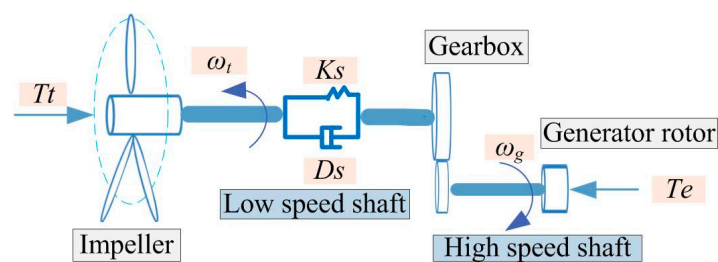 Gearbox
ωt
Ks
Tt
Generator rotor
ωg
Ds
Te
Low speed shaft
Impeller
High speed shaft